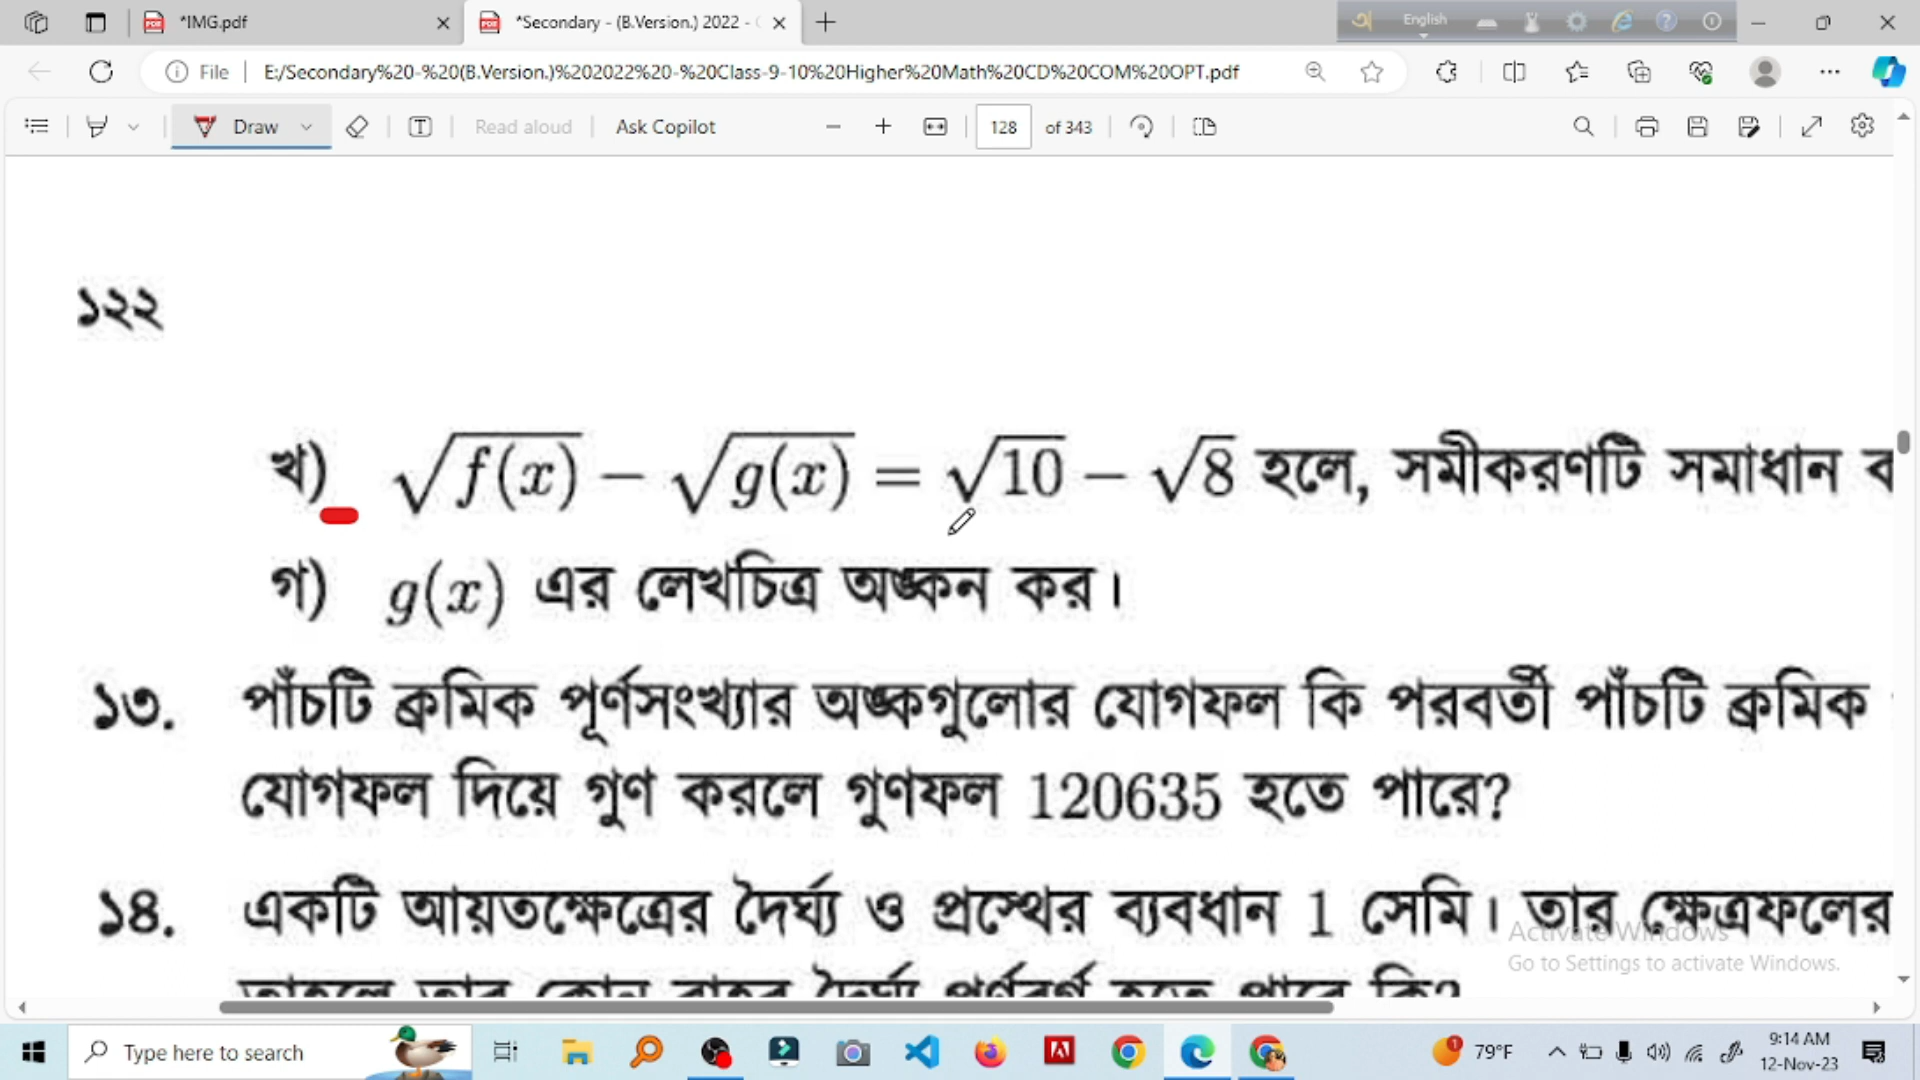 *IMG.pdf
*Secondary - (B.Version.) 2022 -
English
File
E:/Secondary%20-%20(B.Version.)%202022%20-%20Class-9-10%20Higher%20Math%20CD%20COM%20OPT.pdf
Draw
Read aloud
Ask Copilot
128 of 343
১২২
খ) √f(x) − √g(x) = √10 − √8 হলে, সমীকরণটি সমাধান
গ) g(x) এর লেখচিত্র অঙ্কন কর।
১৩. পাঁচটি ক্রমিক পূর্ণসংখ্যার অঙ্কগুলোর যোগফল কি পরবর্তী পাঁচটি ক্রমিক
যোগফল দিয়ে গুণ করলে গুণফল 120635 হতে পারে?
১৪. একটি আয়তক্ষেত্রের দৈর্ঘ্য ও প্রস্থের ব্যবধান 1 সেমি। তার ক্ষেত্রফলের
Activate Windows
Go to Settings to activate Windows.
Type here to search
79°F
9:14 AM
12-Nov-23